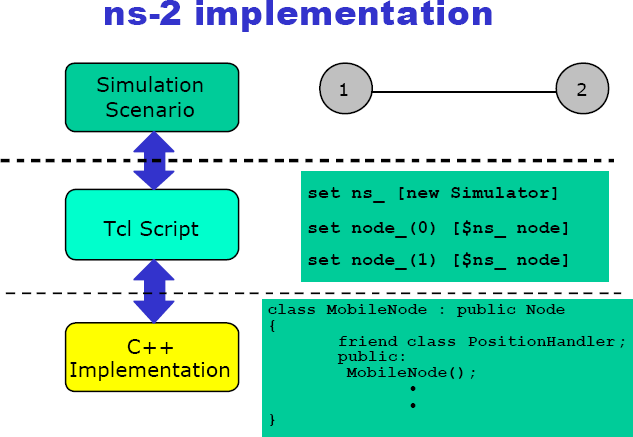 ns-2 implementation
Simulation
Scenario
1
2
Tcl Script
set ns_ [new Simulator]
set node_(0) [$ns_ node]
set node_(1) [$ns_ node]
C++
Implementation
class MobileNode : public Node
{
friend class PositionHandler;
public:
MobileNode();
•
•
}